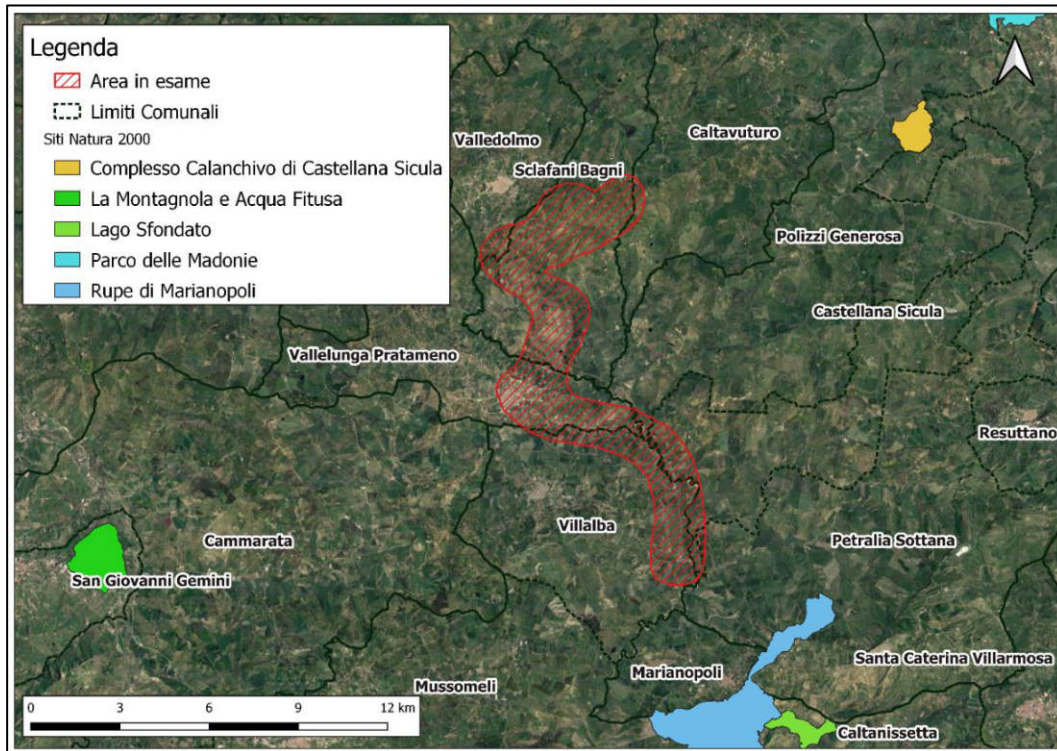 Legenda
Area in esame
Limiti Comunali
Siti Natura 2000
Complesso Calanchivo di Castellana Sicula
La Montagnola e Acqua Fitusa
Lago Sfondato
Parco delle Madonie
Rupe di Marianopoli
Valledolmo
Caltavuturo
Sclafani Bagni
Polizzi Generosa
Castellana Sicula
Vallelunga Pratameno
Resuttano
Villalba
Cammarata
Petralia Sottana
San Giovanni Gemini
Santa Caterina Villarmosa
Marianopoli
Mussomeli
Caltanissetta
0 3 6 9 12 km